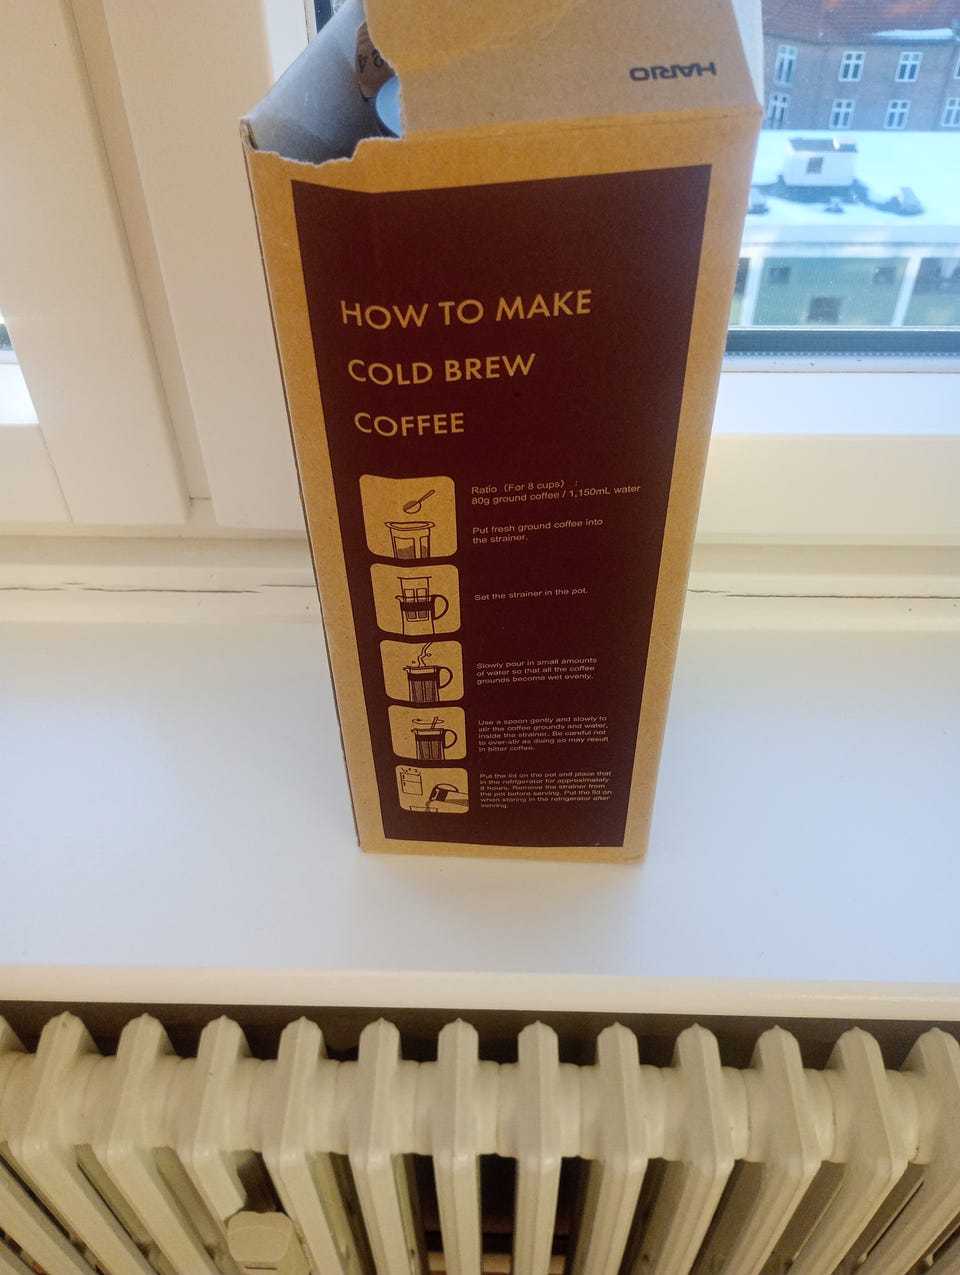 HARIO
HOW TO MAKE
COLD BREW
COFFEE
Ratio (For 8 cups) :
80g ground coffee / 1,150mL water
Put fresh ground coffee into
the strainer.
Set the strainer in the pot.
Slowly pour in small amounts
of water so that all the coffee
grounds become wet evenly.
Use a spoon gently and slowly to
stir the coffee grounds and water,
inside the strainer. Be careful not
to over-stir as doing so may result
in bitter coffee.
Put the lid on the pot and place that
in the refrigerator for approximately
8 hours. Remove the strainer from
the pot before serving. Put the lid on
when storing in the refrigerator after
serving.